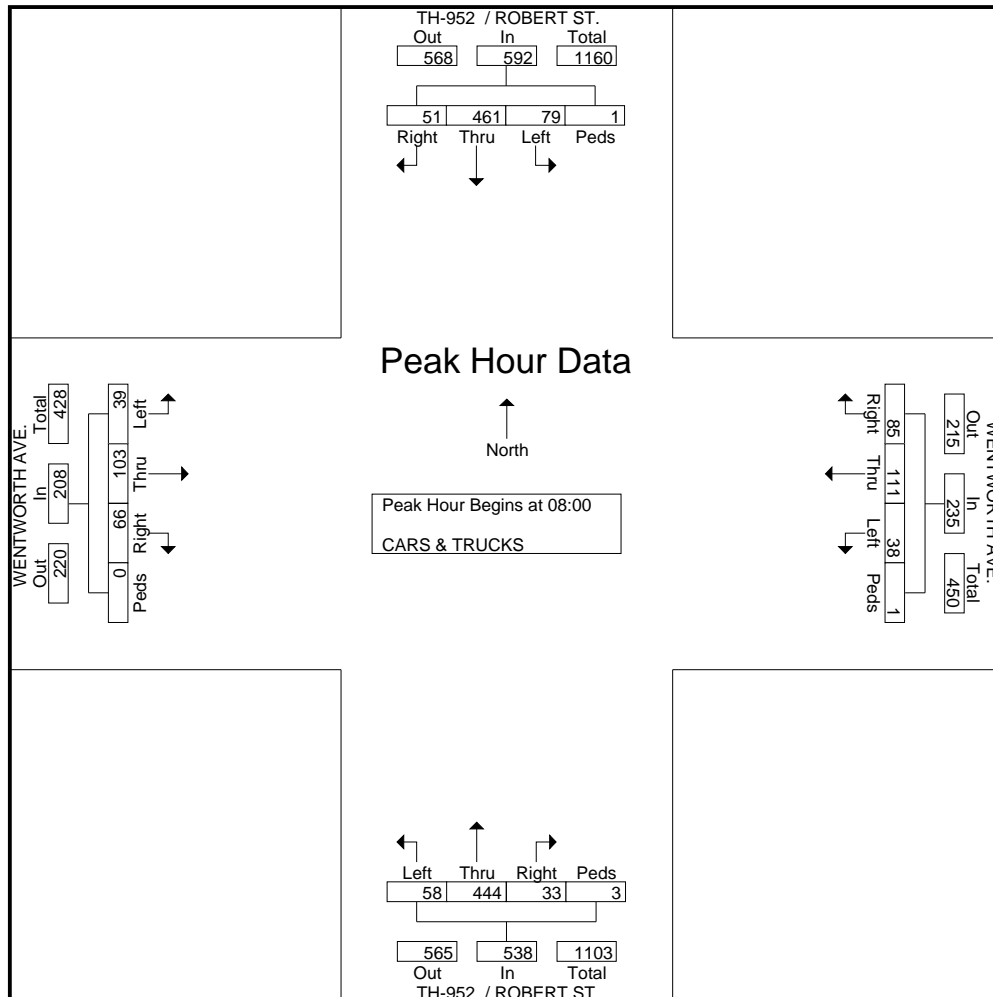 TH-952 / ROBERT ST.
Out In Total
568 592 1160
51 461 79 1
Right Thru Left Peds
Peak Hour Data
North
Peak Hour Begins at 08:00
CARS & TRUCKS
WENTWORTH AVE.
Total In Out
428 208 220
39 103 66 0
Left Thru Right Peds
WENTWORTH AVE.
Out In Total
215 235 450
85 111 38 1
Right Thru Left Peds
Left Thru Right Peds
58 444 33 3
565 538 1103
Out In Total
TH-952 / ROBERT ST.